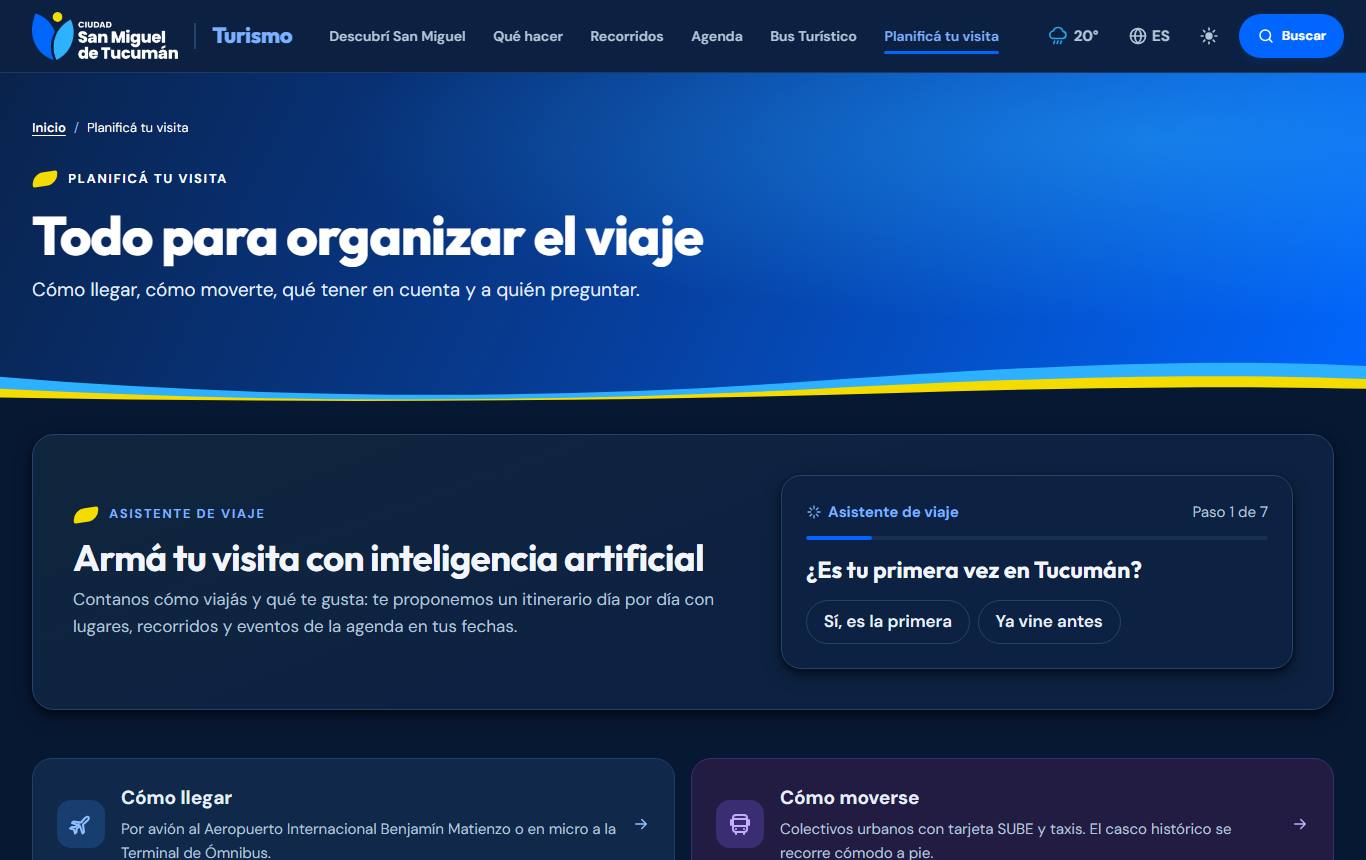 CIUDAD
San Miguel
de Tucumán
Turismo
Descubrí San Miguel
Qué hacer
Recorridos
Agenda
Bus Turístico
Planificá tu visita
20°
ES
Buscar
Inicio / Planificá tu visita
PLANIFICÁ TU VISITA
Todo para organizar el viaje
Cómo llegar, cómo moverte, qué tener en cuenta y a quién preguntar.
ASISTENTE DE VIAJE
Armá tu visita con inteligencia artificial
Contanos cómo viajás y qué te gusta: te proponemos un itinerario día por día con
lugares, recorridos y eventos de la agenda en tus fechas.
Asistente de viaje
Paso 1 de 7
¿Es tu primera vez en Tucumán?
Sí, es la primera
Ya vine antes
Cómo llegar
Por avión al Aeropuerto Internacional Benjamín Matienzo o en micro a la
Terminal de Ómnibus.
Cómo moverse
Colectivos urbanos con tarjeta SUBE y taxis. El casco histórico se
recorre cómodo a pie.